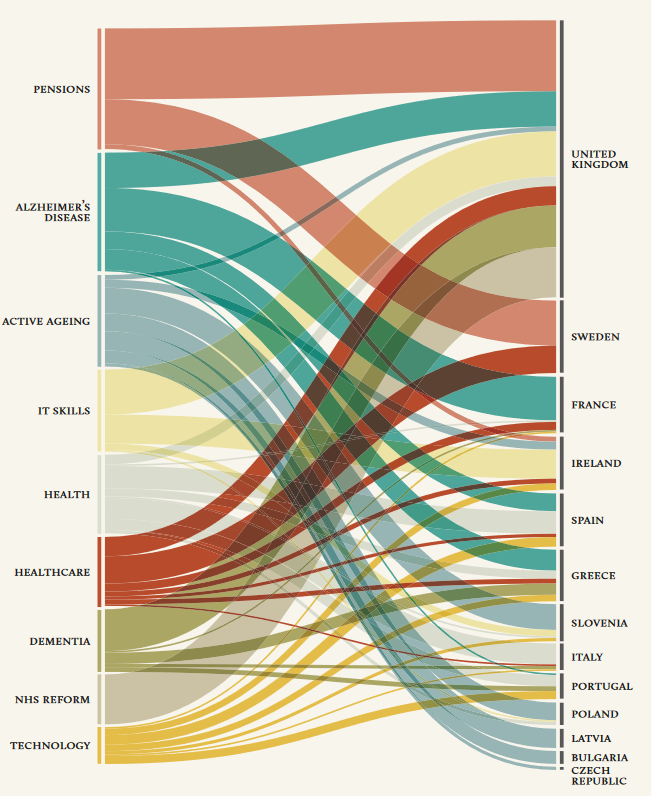 PENSIONS
ALZHEIMER'S
DISEASE
ACTIVE AGEING
IT SKILLS
HEALTH
HEALTHCARE
DEMENTIA
NHS REFORM
TECHNOLOGY
UNITED
KINGDOM
SWEDEN
FRANCE
IRELAND
SPAIN
GREECE
SLOVENIA
ITALY
PORTUGAL
POLAND
LATVIA
BULGARIA
CZECH
REPUBLIC